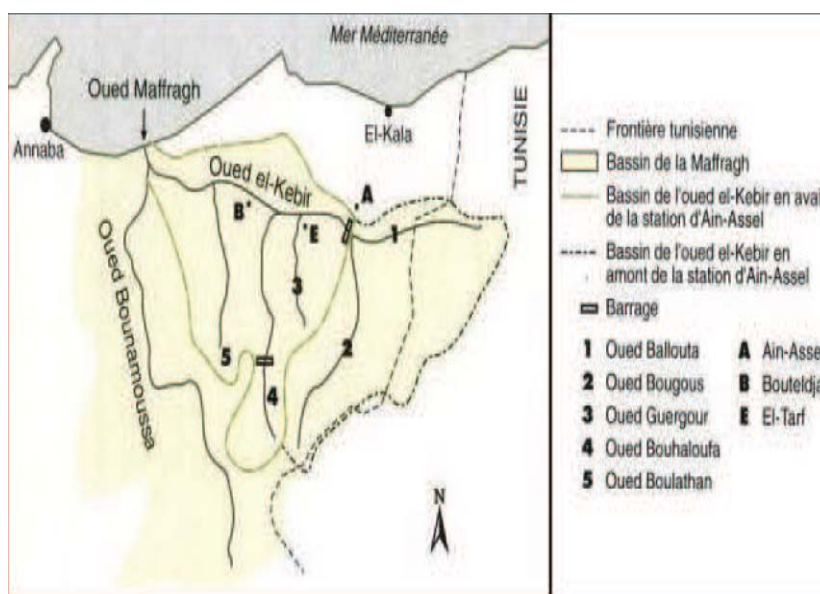 Mer Méditerranée
Oued Maffragh
Annaba
El-Kala
TUNISIE
Oued el-Kebir
A
B
E
1
Oued Bounamoussa
3
2
5
4
N
Frontière tunisienne
Bassin de la Maffragh
Bassin de l'oued el-Kebir en aval
de la station d'Ain-Assel
Bassin de l'oued el-Kebir en
amont de la station d'Ain-Assel
Barrage
1 Oued Ballouta
2 Oued Bougous
3 Oued Guergour
4 Oued Bouhaloufa
5 Oued Boulathan
A Ain-Asse
B Bouteldja
E El-Tarf